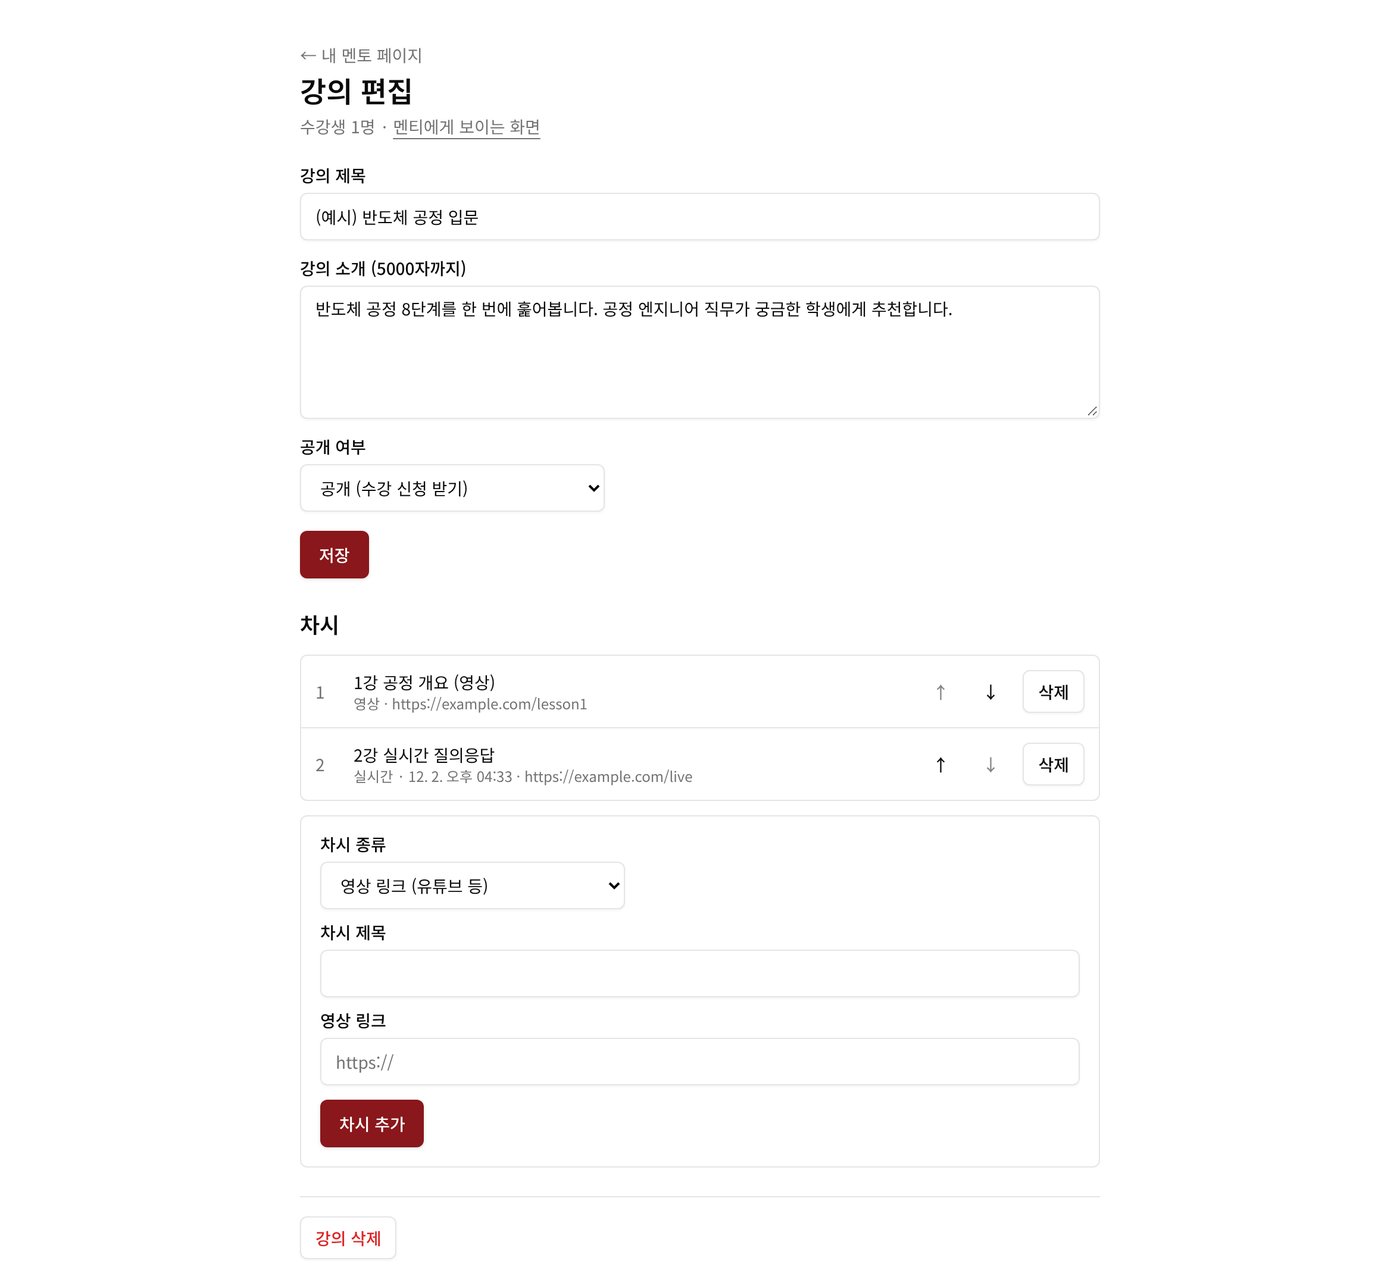 ← 내 멘토 페이지
강의 편집
수강생 1명 · 멘티에게 보이는 화면
강의 제목
(예시) 반도체 공정 입문
강의 소개 (5000자까지)
반도체 공정 8단계를 한 번에 훑어봅니다. 공정 엔지니어 직무가 궁금한 학생에게 추천합니다.
공개 여부
공개 (수강 신청 받기)
저장
차시
1 1강 공정 개요 (영상) ↑ ↓ 삭제
영상 · https://example.com/lesson1
2 2강 실시간 질의응답 ↑ ↓ 삭제
실시간 · 12. 2. 오후 04:33 · https://example.com/live
차시 종류
영상 링크 (유튜브 등)
차시 제목
영상 링크
https://
차시 추가
강의 삭제